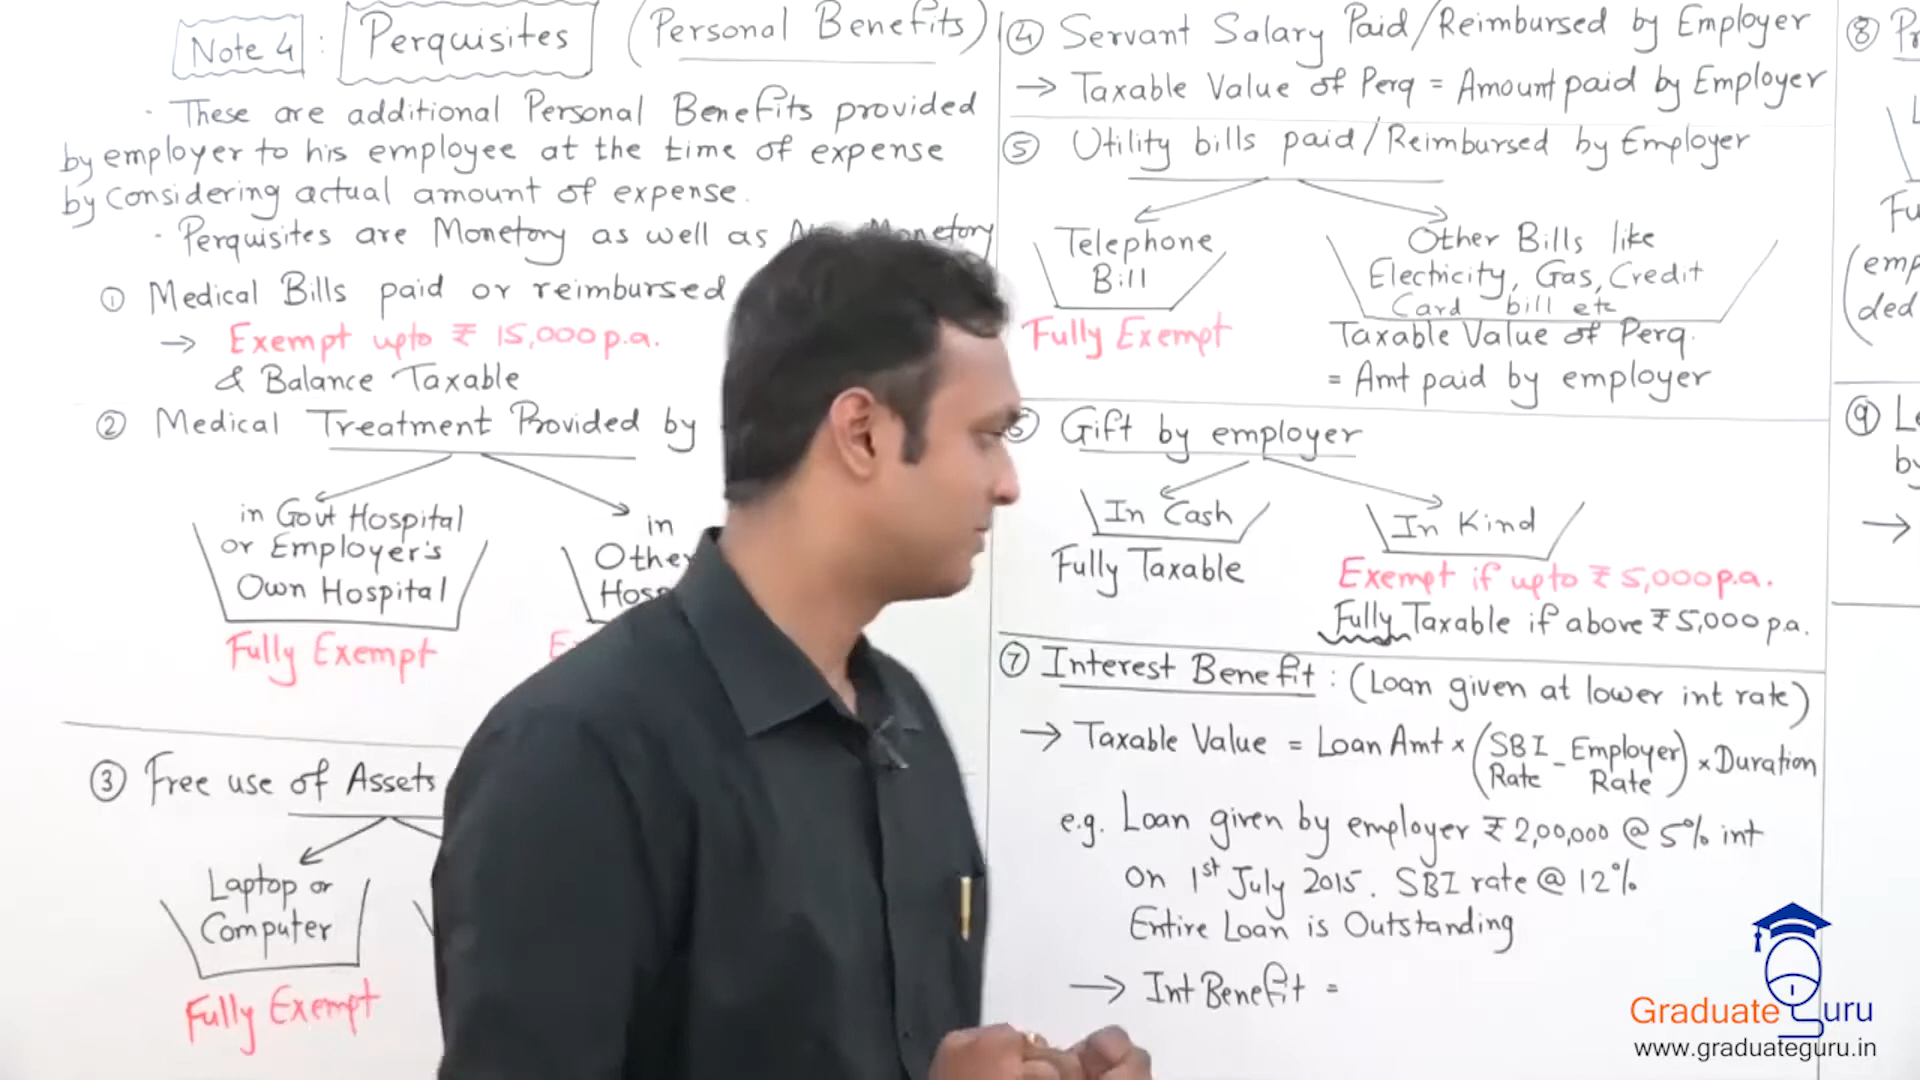 Note 4 : Perquisites (Personal Benefits)
· These are additional Personal Benefits provided
by employer to his employee at the time of expense
by considering actual amount of expense.
· Perquisites are Monetory as well as Monetory
① Medical Bills paid or reimbursed
→ Exempt upto ₹ 15,000 p.a.
& Balance Taxable
② Medical Treatment Provided by
in Govt Hospital
or Employer's
Own Hospital
Fully Exempt
in
Other
③ Free use of Assets
Laptop or
Computer
Fully Exempt
④ Servant Salary Paid/Reimbursed by Employer
→ Taxable Value of Perq = Amount paid by Employer
⑤ Utility bills paid/Reimbursed by Employer
Telephone
Bill
Fully Exempt
Other Bills like
Electricity, Gas, Credit
Card bill etc
Taxable Value of Perq.
= Amt paid by employer
⑥ Gift by employer
In Cash
Fully Taxable
In Kind
Exempt if upto ₹ 5,000 p.a.
Fully Taxable if above ₹ 5,000 p.a.
⑦ Interest Benefit : (Loan given at lower int rate)
→ Taxable Value = Loan Amt × (SBI Rate - Employer Rate) × Duration
e.g. Loan given by employer ₹ 2,00,000 @ 5% int
on 1st July 2015. SBI rate @ 12%
Entire Loan is Outstanding
→ Int Benefit =
⑧
⑨
by
→
Graduate Guru
www.graduateguru.in